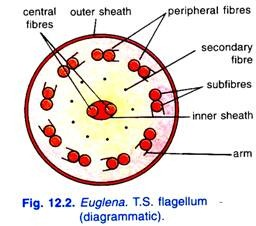 central
fibres
outer sheath
peripheral fibres
secondary
fibre
subfibres
inner sheath
arm
Fig. 12.2. Euglena. T.S. flagellum -
(diagrammatic).